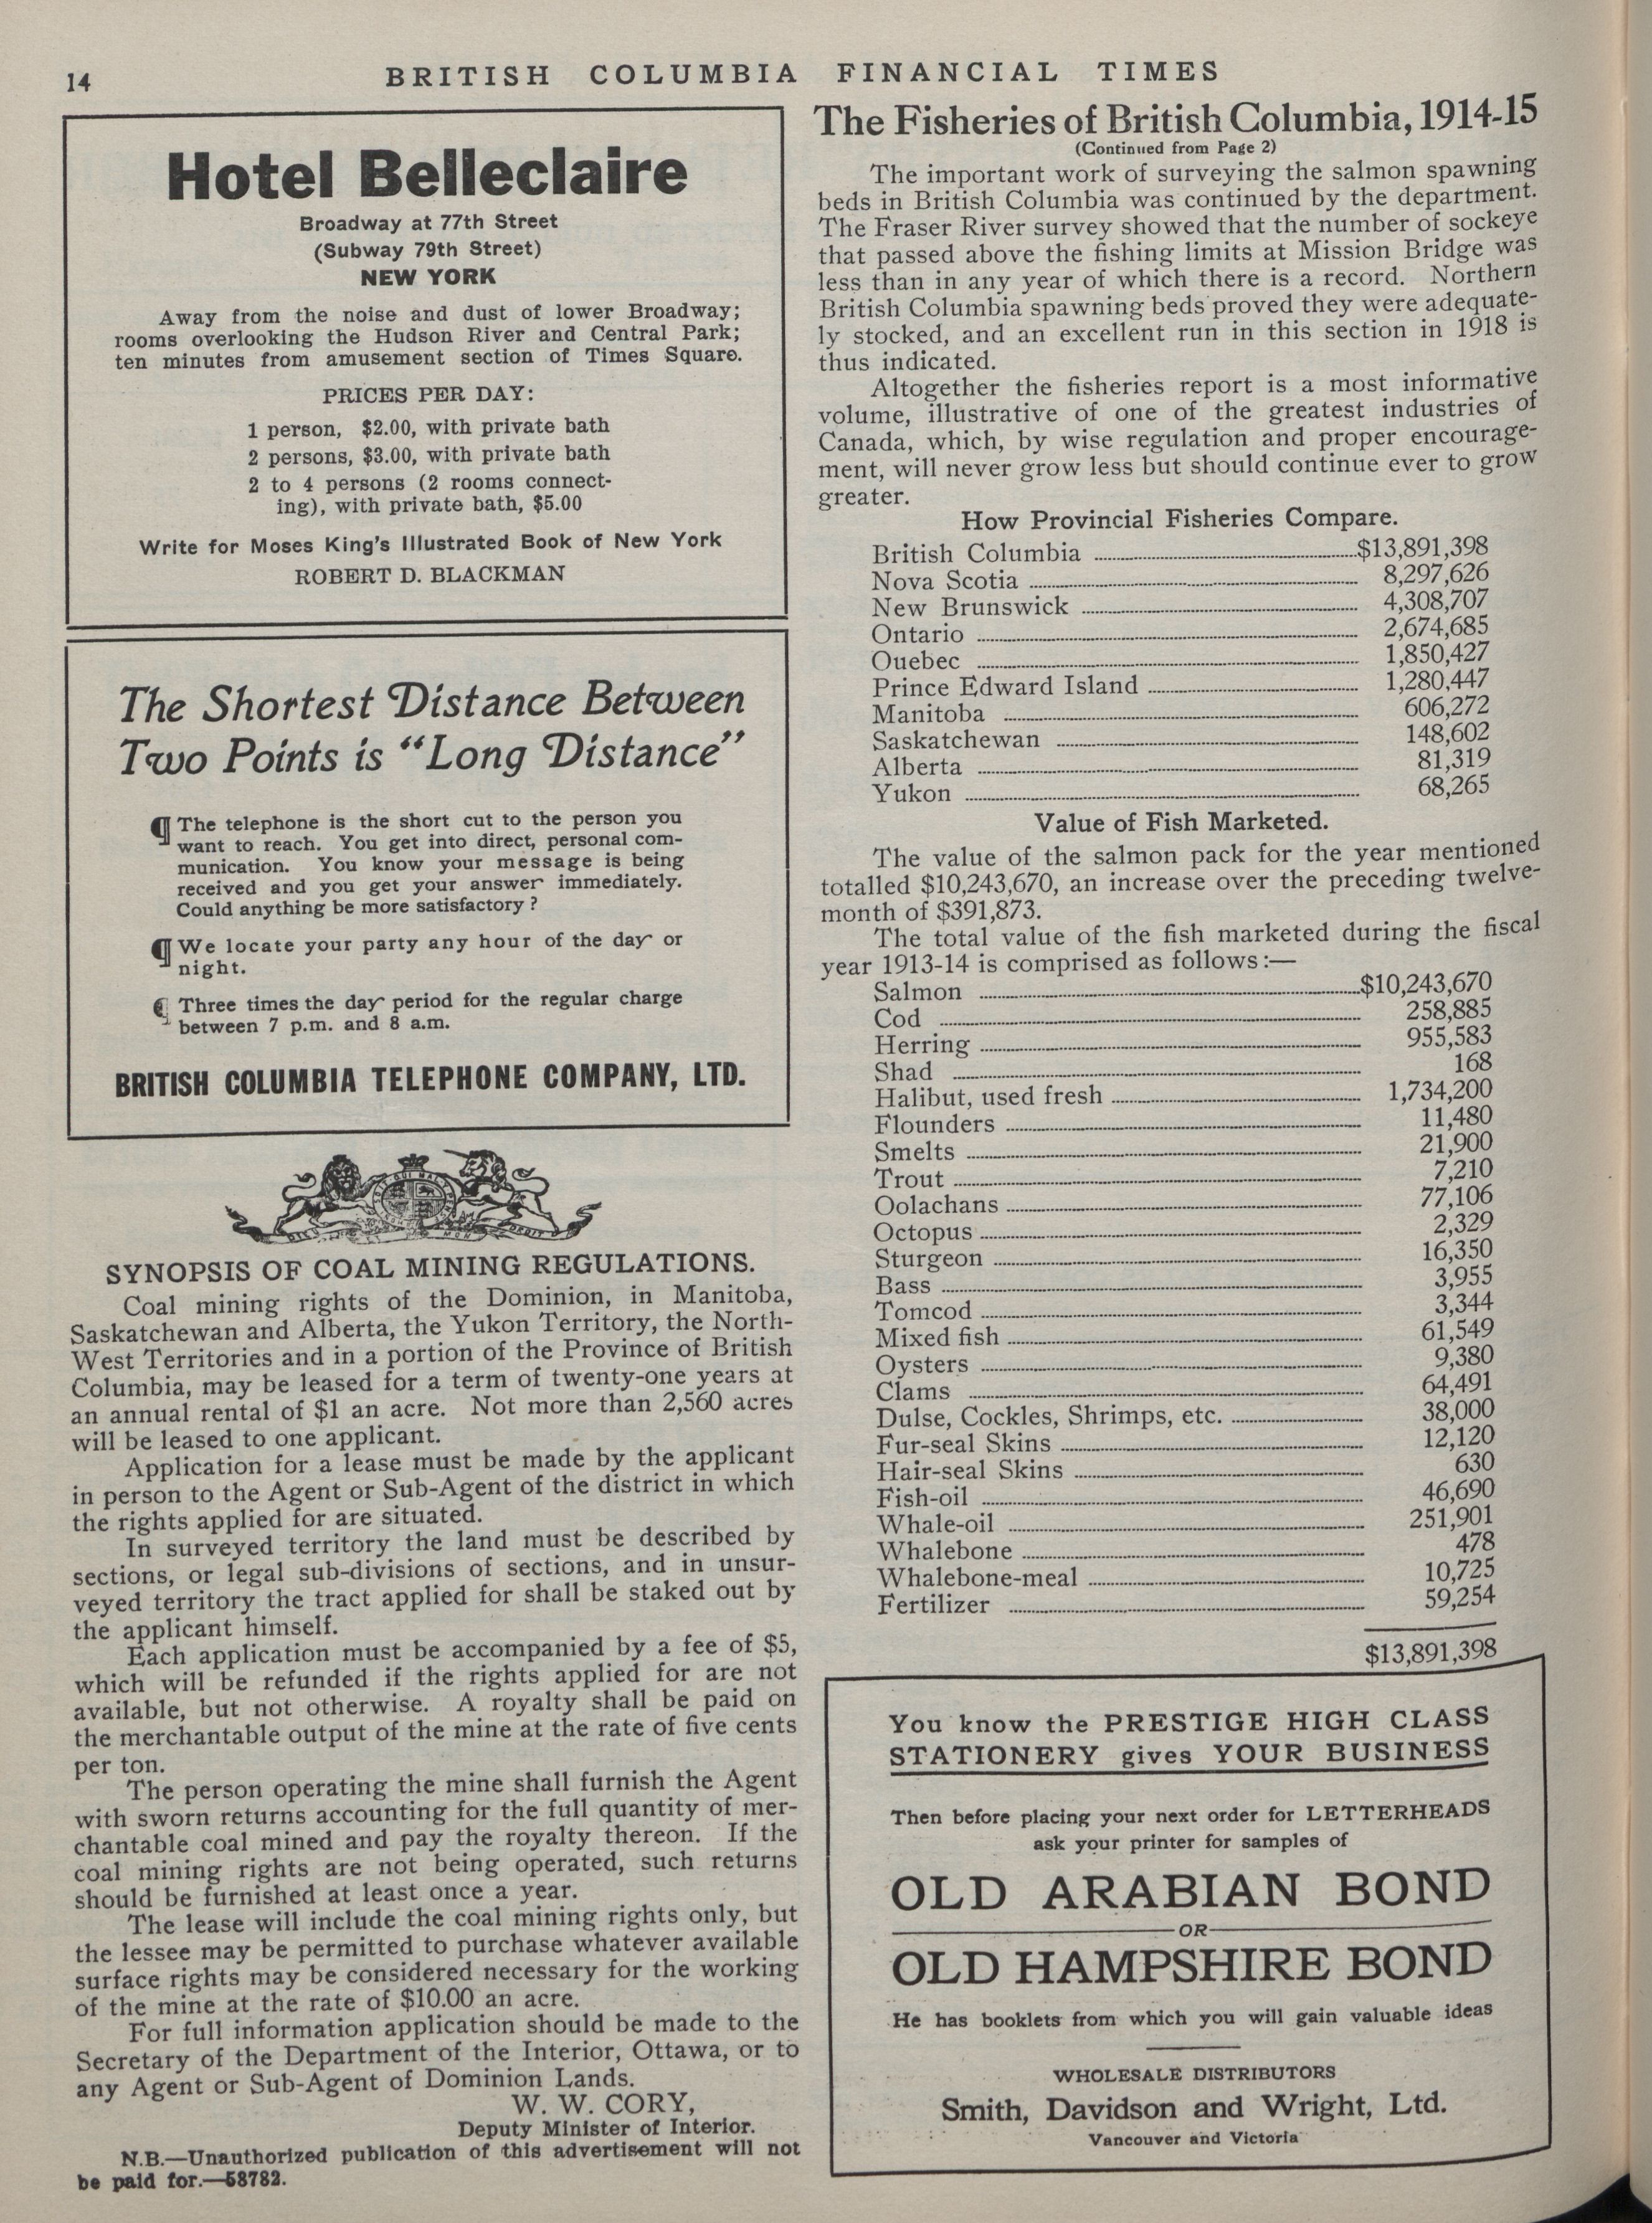 14
BRITISH COLUMBIA FINANCIAL TIMES
Hotel Belleclaire
Broadway at 77th Street
(Subway 79th Street)
NEW YORK
Away from the noise and dust of lower Broadway;
rooms overlooking the Hudson River and Central Park;
ten minutes from amusement section of Times Square.
PRICES PER DAY:
1 person, $2.00, with private bath
2 persons, $3.00, with private bath
2 to 4 persons (2 rooms connect-
ing), with private bath, $5.00
Write for Moses King's Illustrated Book of New York
ROBERT D. BLACKMAN
The Shortest Distance Between
Two Points is "Long Distance"
¶ The telephone is the short cut to the person you
want to reach. You get into direct, personal com-
munication. You know your message is being
received and you get your answer immediately.
Could anything be more satisfactory?
¶ We locate your party any hour of the day or
night.
¶ Three times the day period for the regular charge
between 7 p.m. and 8 a.m.
BRITISH COLUMBIA TELEPHONE COMPANY, LTD.
SYNOPSIS OF COAL MINING REGULATIONS.
Coal mining rights of the Dominion, in Manitoba,
Saskatchewan and Alberta, the Yukon Territory, the North-
West Territories and in a portion of the Province of British
Columbia, may be leased for a term of twenty-one years at
an annual rental of $1 an acre. Not more than 2,560 acres
will be leased to one applicant.
Application for a lease must be made by the applicant
in person to the Agent or Sub-Agent of the district in which
the rights applied for are situated.
In surveyed territory the land must be described by
sections, or legal sub-divisions of sections, and in unsur-
veyed territory the tract applied for shall be staked out by
the applicant himself.
Each application must be accompanied by a fee of $5,
which will be refunded if the rights applied for are not
available, but not otherwise. A royalty shall be paid on
the merchantable output of the mine at the rate of five cents
per ton.
The person operating the mine shall furnish the Agent
with sworn returns accounting for the full quantity of mer-
chantable coal mined and pay the royalty thereon. If the
coal mining rights are not being operated, such returns
should be furnished at least once a year.
The lease will include the coal mining rights only, but
the lessee may be permitted to purchase whatever available
surface rights may be considered necessary for the working
of the mine at the rate of $10.00 an acre.
For full information application should be made to the
Secretary of the Department of the Interior, Ottawa, or to
any Agent or Sub-Agent of Dominion Lands.
W. W. CORY,
Deputy Minister of Interior.
N.B.—Unauthorized publication of this advertisement will not
be paid for.—58782.
The Fisheries of British Columbia, 1914-15
(Continued from Page 2)
The important work of surveying the salmon spawning
beds in British Columbia was continued by the department.
The Fraser River survey showed that the number of sockeye
that passed above the fishing limits at Mission Bridge was
less than in any year of which there is a record. Northern
British Columbia spawning beds proved they were adequate-
ly stocked, and an excellent run in this section in 1918 is
thus indicated.
Altogether the fisheries report is a most informative
volume, illustrative of one of the greatest industries of
Canada, which, by wise regulation and proper encourage-
ment, will never grow less but should continue ever to grow
greater.
How Provincial Fisheries Compare.
British Columbia $13,891,398
Nova Scotia 8,297,626
New Brunswick 4,308,707
Ontario 2,674,685
Ouebec 1,850,427
Prince Edward Island 1,280,447
Manitoba 606,272
Saskatchewan 148,602
Alberta 81,319
Yukon 68,265
Value of Fish Marketed.
The value of the salmon pack for the year mentioned
totalled $10,243,670, an increase over the preceding twelve-
month of $391,873.
The total value of the fish marketed during the fiscal
year 1913-14 is comprised as follows:—
Salmon $10,243,670
Cod 258,885
Herring 955,583
Shad 168
Halibut, used fresh 1,734,200
Flounders 11,480
Smelts 21,900
Trout 7,210
Oolachans 77,106
Octopus 2,329
Sturgeon 16,350
Bass 3,955
Tomcod 3,344
Mixed fish 61,549
Oysters 9,380
Clams 64,491
Dulse, Cockles, Shrimps, etc. 38,000
Fur-seal Skins 12,120
Hair-seal Skins 630
Fish-oil 46,690
Whale-oil 251,901
Whalebone 478
Whalebone-meal 10,725
Fertilizer 59,254
$13,891,398
You know the PRESTIGE HIGH CLASS
STATIONERY gives YOUR BUSINESS
Then before placing your next order for LETTERHEADS
ask your printer for samples of
OLD ARABIAN BOND
OR
OLD HAMPSHIRE BOND
He has booklets from which you will gain valuable ideas
WHOLESALE DISTRIBUTORS
Smith, Davidson and Wright, Ltd.
Vancouver and Victoria